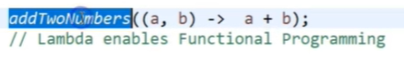 addTwoNumbers((a, b) -> a + b);
// Lambda enables Functional Programming